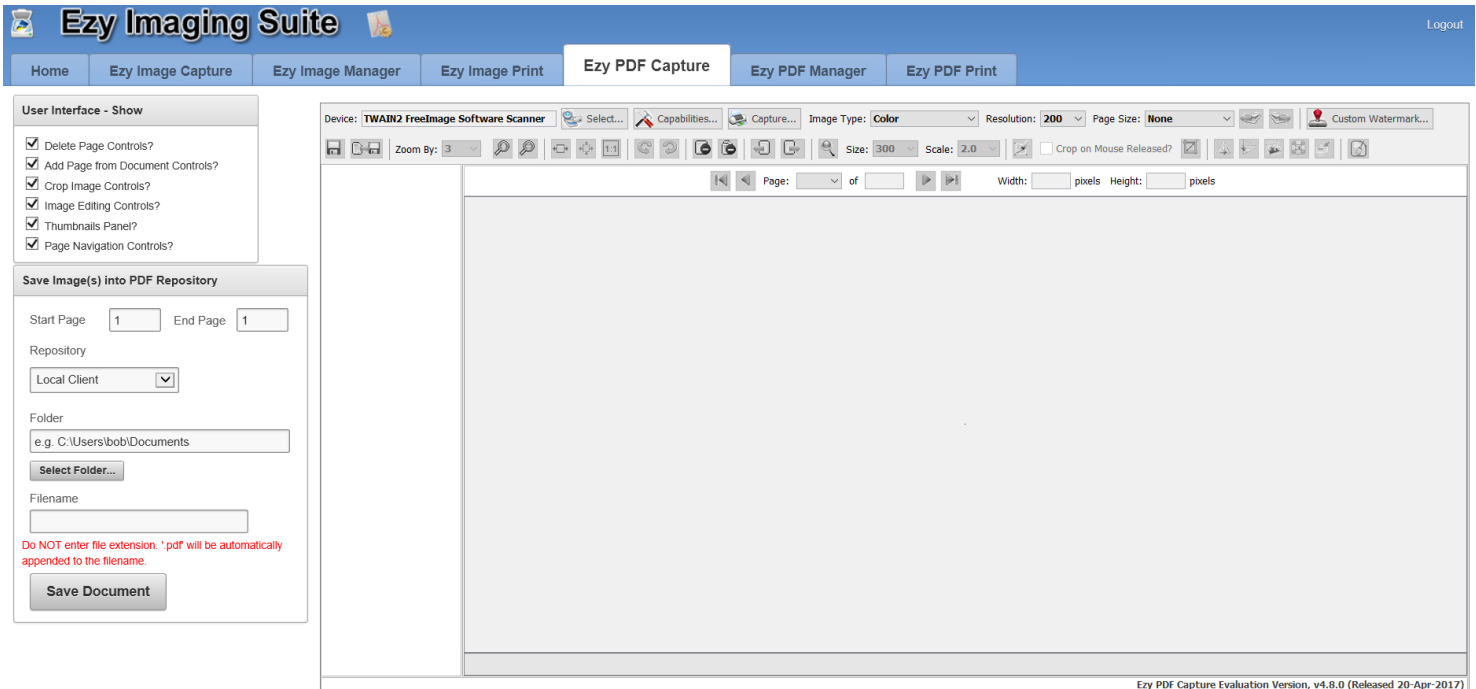 Ezy Imaging Suite
Logout
Home Ezy Image Capture Ezy Image Manager Ezy Image Print Ezy PDF Capture Ezy PDF Manager Ezy PDF Print
User Interface - Show
Delete Page Controls?
Add Page from Document Controls?
Crop Image Controls?
Image Editing Controls?
Thumbnails Panel?
Page Navigation Controls?
Save Image(s) into PDF Repository
Start Page 1 End Page 1
Repository
Local Client
Folder
e.g. C:\Users\bob\Documents
Select Folder...
Filename
Do NOT enter file extension. '.pdf' will be automatically
appended to the filename.
Save Document
Device: TWAIN2 FreeImage Software Scanner Select... Capabilities... Capture... Image Type: Color Resolution: 200 Page Size: None Custom Watermark...
Zoom By: 3 1:1 Size: 300 Scale: 2.0 Crop on Mouse Released?
Page: of Width: pixels Height: pixels
Ezy PDF Capture Evaluation Version, v4.8.0 (Released 20-Apr-2017)